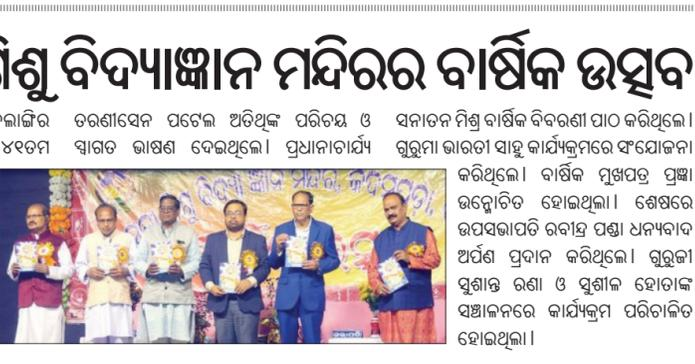 ଶିଶୁ ବିଦ୍ୟାଜ୍ଞାନ ମନ୍ଦିରର ବାର୍ଷିକ ଉତ୍ସବ
ତରଣୀସେନ ପଟେଲ ଅତିଥିଙ୍କ ପରିଚୟ ଓ
୪୧ତମ ସ୍ୱାଗତ ଭାଷଣ ଦେଇଥିଲେ। ପ୍ରଧାନାଚାର୍ଯ୍ୟ
ସନାତନ ମିଶ୍ର ବାର୍ଷିକ ବିବରଣୀ ପାଠ କରିଥିଲେ।
ଗୁରୁମା ଭାରତୀ ସାହୁ କାର୍ଯ୍ୟକ୍ରମରେ ସଂଯୋଜନା
କରିଥିଲେ। ବାର୍ଷିକ ମୁଖପତ୍ର ପ୍ରଜ୍ଞା
ଉନ୍ମୋଚିତ ହୋଇଥିଲା। ଶେଷରେ
ଉପସଭାପତି ରବୀନ୍ଦ୍ର ପଣ୍ଡା ଧନ୍ୟବାଦ
ଅର୍ପଣ ପ୍ରଦାନ କରିଥିଲେ। ଗୁରୁଜୀ
ସୁଶାନ୍ତ ରଣା ଓ ସୁଶୀଳ ହୋତାଙ୍କ
ସଞ୍ଚାଳନରେ କାର୍ଯ୍ୟକ୍ରମ ପରିଚାଳିତ
ହୋଇଥିଲା।
ବିଦ୍ୟା ଜ୍ଞାନ ମନ୍ଦିର,